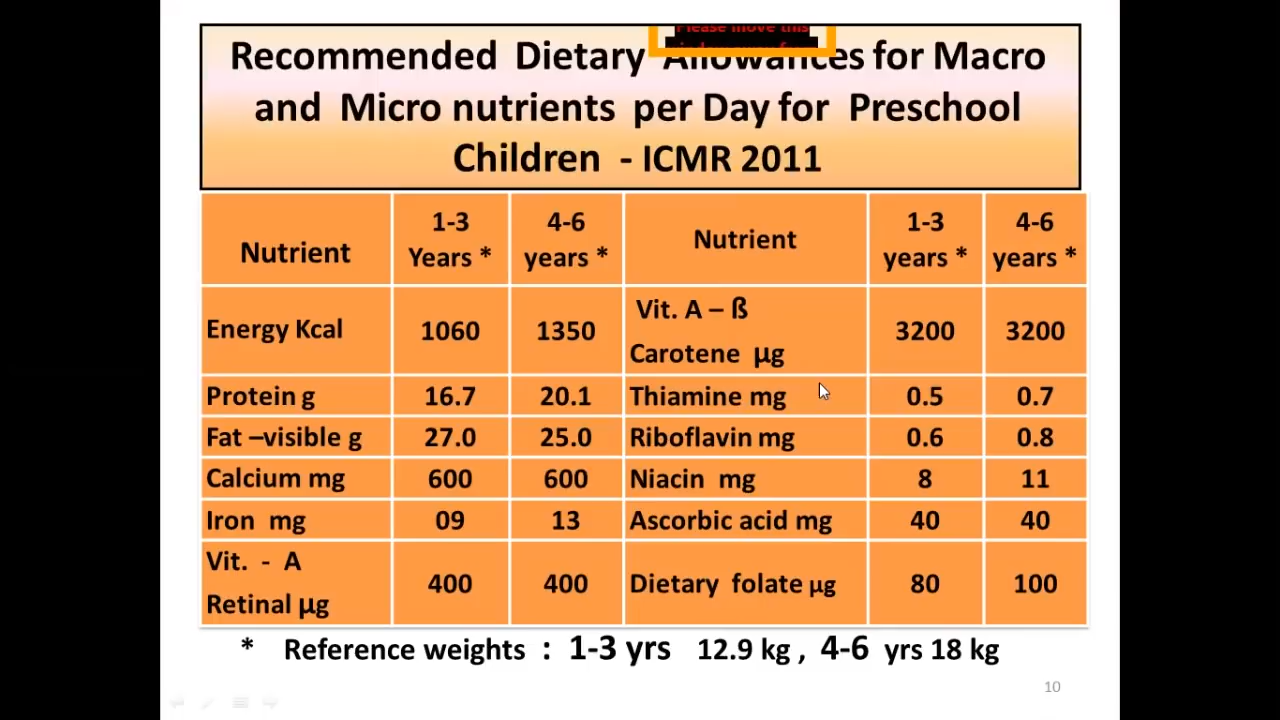 Please move this
Recommended Dietary Allowances for Macro
and Micro nutrients per Day for Preschool
Children - ICMR 2011
Nutrient 1-3 Years * 4-6 years * Nutrient 1-3 years * 4-6 years *
Energy Kcal 1060 1350 Vit. A – ß Carotene µg 3200 3200
Protein g 16.7 20.1 Thiamine mg 0.5 0.7
Fat –visible g 27.0 25.0 Riboflavin mg 0.6 0.8
Calcium mg 600 600 Niacin mg 8 11
Iron mg 09 13 Ascorbic acid mg 40 40
Vit. - A Retinal µg 400 400 Dietary folate µg 80 100
* Reference weights : 1-3 yrs 12.9 kg , 4-6 yrs 18 kg
10